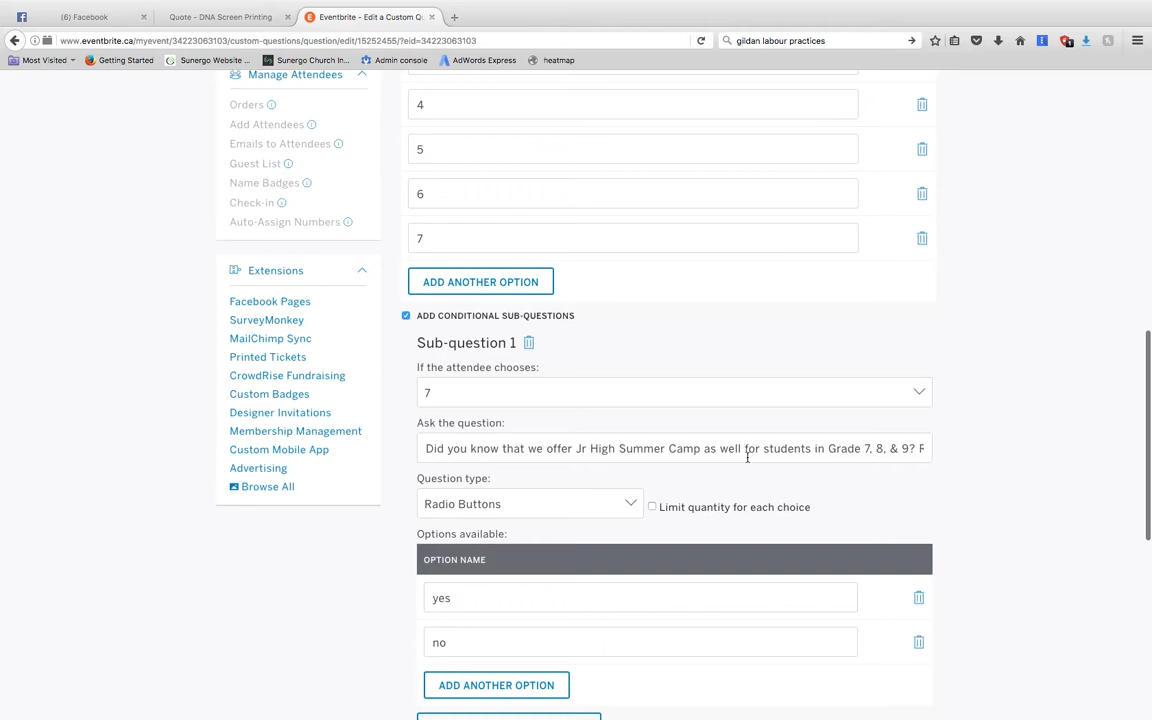 (6) Facebook
Quote - DNA Screen Printing
Eventbrite - Edit a Custom Qu
www.eventbrite.ca/myevent/34223063103/custom-questions/question/edit/15252455/?eid=34223063103
gildan labour practices
Most Visited
Getting Started
Sunergo Website ...
Sunergo Church In...
Admin console
AdWords Express
heatmap
Manage Attendees
Orders
Add Attendees
Emails to Attendees
Guest List
Name Badges
Check-in
Auto-Assign Numbers
Extensions
Facebook Pages
SurveyMonkey
MailChimp Sync
Printed Tickets
CrowdRise Fundraising
Custom Badges
Designer Invitations
Membership Management
Custom Mobile App
Advertising
Browse All
4
5
6
7
ADD ANOTHER OPTION
ADD CONDITIONAL SUB-QUESTIONS
Sub-question 1
If the attendee chooses:
7
Ask the question:
Did you know that we offer Jr High Summer Camp as well for students in Grade 7, 8, & 9? F
Question type:
Radio Buttons
Limit quantity for each choice
Options available:
OPTION NAME
yes
no
ADD ANOTHER OPTION